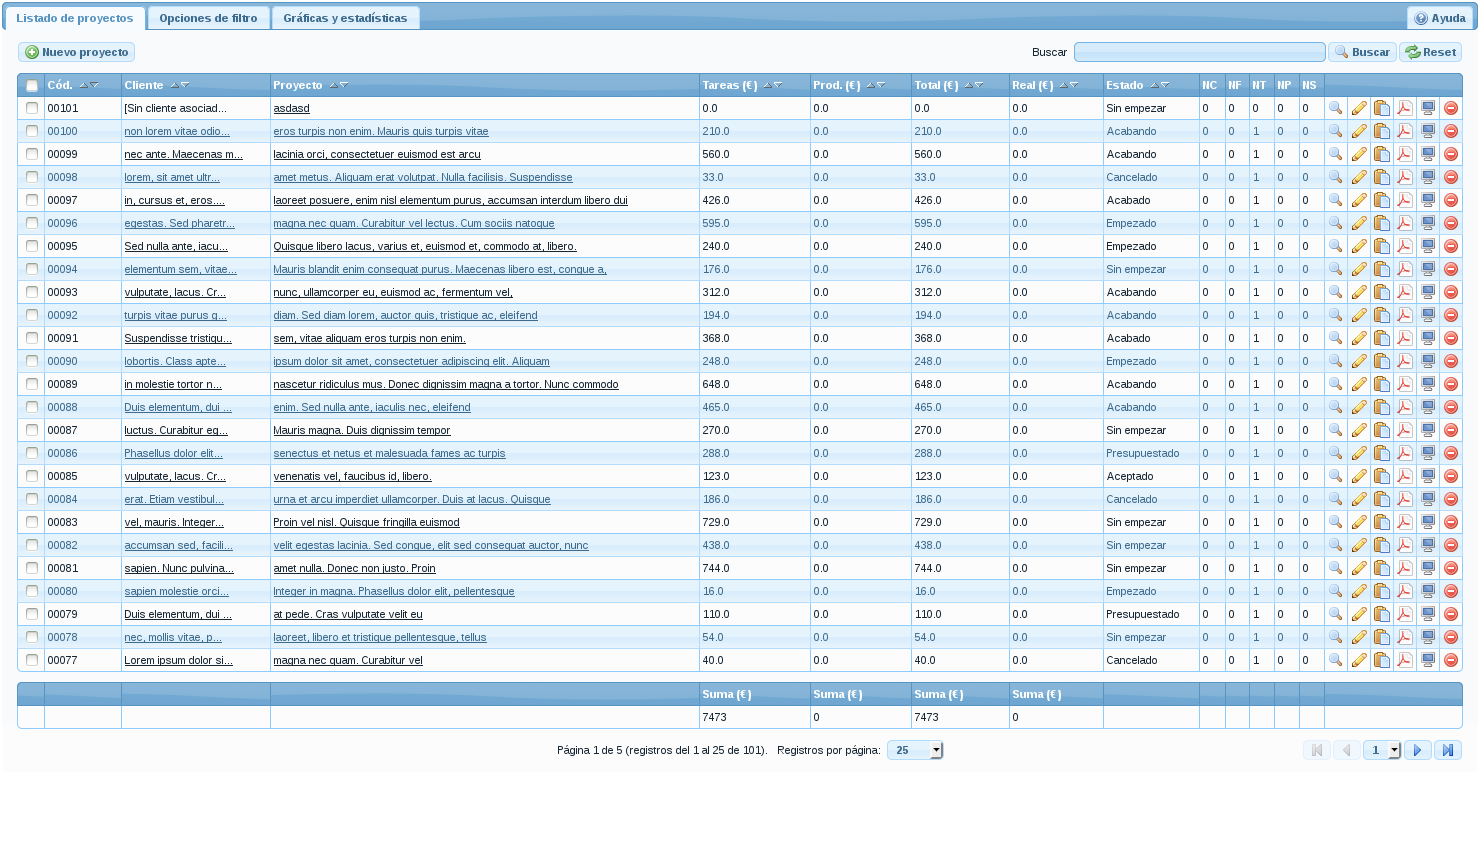 Listado de proyectos Opciones de filtro Gráficas y estadísticas Ayuda
Nuevo proyecto Buscar Buscar Reset
Cód. Cliente Proyecto Tareas (€) Prod. (€) Total (€) Real (€) Estado NC NF NT NP NS
00101 [Sin cliente asociad... asdasd 0.0 0.0 0.0 0.0 Sin empezar 0 0 0 0 0
00100 non lorem vitae odio... eros turpis non enim. Mauris quis turpis vitae 210.0 0.0 210.0 0.0 Acabando 0 0 1 0 0
00099 nec ante. Maecenas m... lacinia orci, consectetuer euismod est arcu 560.0 0.0 560.0 0.0 Acabando 0 0 1 0 0
00098 lorem, sit amet ultr... amet metus. Aliquam erat volutpat. Nulla facilisis. Suspendisse 33.0 0.0 33.0 0.0 Cancelado 0 0 1 0 0
00097 in, cursus et, eros.... laoreet posuere, enim nisl elementum purus, accumsan interdum libero dui 426.0 0.0 426.0 0.0 Acabado 0 0 1 0 0
00096 egestas. Sed pharetr... magna nec quam. Curabitur vel lectus. Cum sociis natoque 595.0 0.0 595.0 0.0 Empezado 0 0 1 0 0
00095 Sed nulla ante, iacu... Quisque libero lacus, varius et, euismod et, commodo at, libero. 240.0 0.0 240.0 0.0 Empezado 0 0 1 0 0
00094 elementum sem, vitae... Mauris blandit enim consequat purus. Maecenas libero est, congue a, 176.0 0.0 176.0 0.0 Sin empezar 0 0 1 0 0
00093 vulputate, lacus. Cr... nunc, ullamcorper eu, euismod ac, fermentum vel, 312.0 0.0 312.0 0.0 Acabando 0 0 1 0 0
00092 turpis vitae purus g... diam. Sed diam lorem, auctor quis, tristique ac, eleifend 194.0 0.0 194.0 0.0 Acabando 0 0 1 0 0
00091 Suspendisse tristiqu... sem, vitae aliquam eros turpis non enim. 368.0 0.0 368.0 0.0 Acabado 0 0 1 0 0
00090 lobortis. Class apte... ipsum dolor sit amet, consectetuer adipiscing elit. Aliquam 248.0 0.0 248.0 0.0 Empezado 0 0 1 0 0
00089 in molestie tortor n... nascetur ridiculus mus. Donec dignissim magna a tortor. Nunc commodo 648.0 0.0 648.0 0.0 Acabando 0 0 1 0 0
00088 Duis elementum, dui ... enim. Sed nulla ante, iaculis nec, eleifend 465.0 0.0 465.0 0.0 Acabando 0 0 1 0 0
00087 luctus. Curabitur eg... Mauris magna. Duis dignissim tempor 270.0 0.0 270.0 0.0 Sin empezar 0 0 1 0 0
00086 Phasellus dolor elit... senectus et netus et malesuada fames ac turpis 288.0 0.0 288.0 0.0 Presupuestado 0 0 1 0 0
00085 vulputate, lacus. Cr... venenatis vel, faucibus id, libero. 123.0 0.0 123.0 0.0 Aceptado 0 0 1 0 0
00084 erat. Etiam vestibul... urna et arcu imperdiet ullamcorper. Duis at lacus. Quisque 186.0 0.0 186.0 0.0 Cancelado 0 0 1 0 0
00083 vel, mauris. Integer... Proin vel nisl. Quisque fringilla euismod 729.0 0.0 729.0 0.0 Sin empezar 0 0 1 0 0
00082 accumsan sed, facili... velit egestas lacinia. Sed congue, elit sed consequat auctor, nunc 438.0 0.0 438.0 0.0 Sin empezar 0 0 1 0 0
00081 sapien. Nunc pulvina... amet nulla. Donec non justo. Proin 744.0 0.0 744.0 0.0 Sin empezar 0 0 1 0 0
00080 sapien molestie orci... Integer in magna. Phasellus dolor elit, pellentesque 16.0 0.0 16.0 0.0 Empezado 0 0 1 0 0
00079 Duis elementum, dui ... at pede. Cras vulputate velit eu 110.0 0.0 110.0 0.0 Presupuestado 0 0 1 0 0
00078 nec, mollis vitae, p... laoreet, libero et tristique pellentesque, tellus 54.0 0.0 54.0 0.0 Sin empezar 0 0 1 0 0
00077 Lorem ipsum dolor si... magna nec quam. Curabitur vel 40.0 0.0 40.0 0.0 Cancelado 0 0 1 0 0
Suma (€) Suma (€) Suma (€) Suma (€)
7473 0 7473 0
Página 1 de 5 (registros del 1 al 25 de 101). Registros por página: 25 1